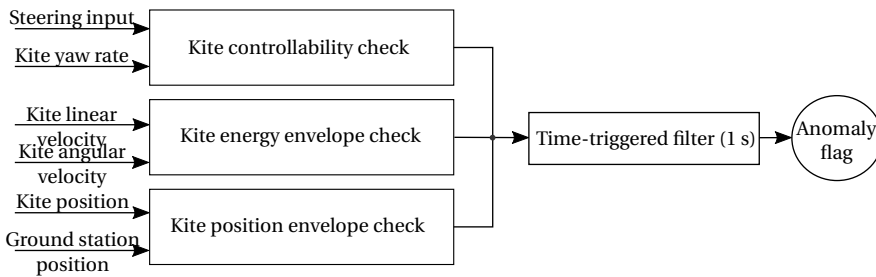 Steering input
Kite yaw rate
Kite controllability check
Kite linear
velocity
Kite angular
velocity
Kite energy envelope check
Kite position
Ground station
position
Kite position envelope check
Time-triggered filter (1 s)
Anomaly
flag